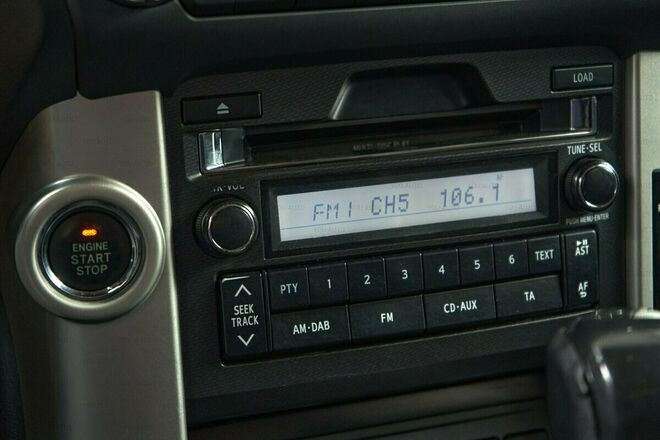 LOAD
TUNE·SEL
FM1 CH5 106.1
M
PUSH MENU·ENTER
ENGINE
START
STOP
SEEK
TRACK
PTY 1 2 3 4 5 6 TEXT
AST
AM·DAB FM CD·AUX TA
AF